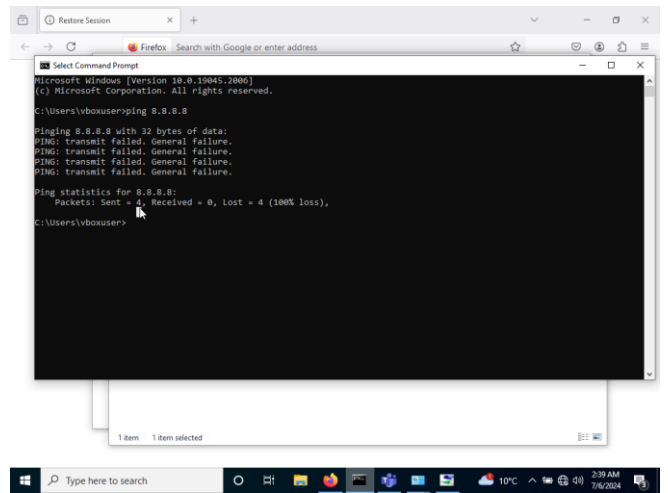 Restore Session
Firefox Search with Google or enter address
Select Command Prompt
Microsoft Windows [Version 10.0.19045.2006]
(c) Microsoft Corporation. All rights reserved.
C:\Users\vboxuser>ping 8.8.8.8
Pinging 8.8.8.8 with 32 bytes of data:
PING: transmit failed. General failure.
PING: transmit failed. General failure.
PING: transmit failed. General failure.
PING: transmit failed. General failure.
Ping statistics for 8.8.8.8:
Packets: Sent = 4, Received = 0, Lost = 4 (100% loss),
C:\Users\vboxuser>
1 item 1 item selected
Type here to search
10°C
2:39 AM
7/6/2024
3